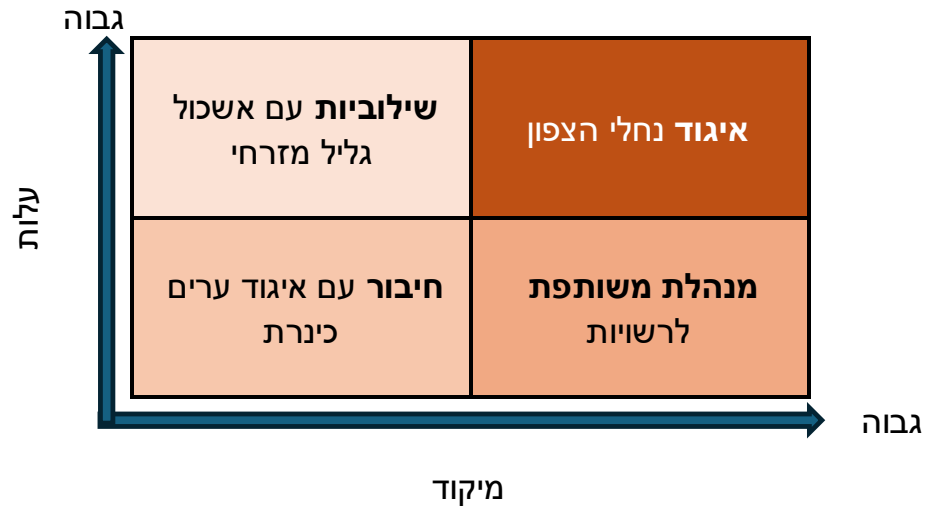 גבוה
איגוד נחלי הצפון
שילוביות עם אשכול
גליל מזרחי
עלות
מנהלת משותפת
לרשויות
חיבור עם איגוד ערים
כינרת
גבוה
מיקוד